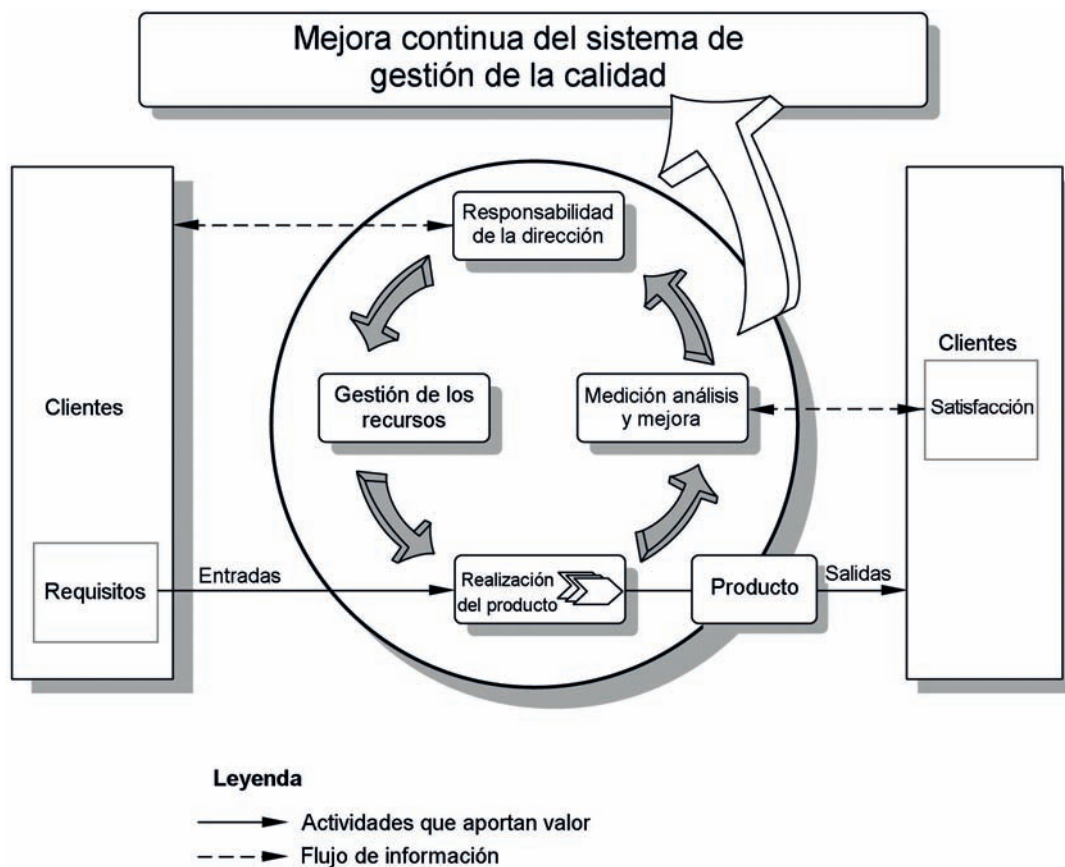 Mejora continua del sistema de
gestión de la calidad
Responsabilidad
de la dirección
Clientes
Gestión de los
recursos
Medición análisis
y mejora
Clientes
Satisfacción
Requisitos
Entradas
Realización
del producto
Producto
Salidas
Leyenda
Actividades que aportan valor
Flujo de información